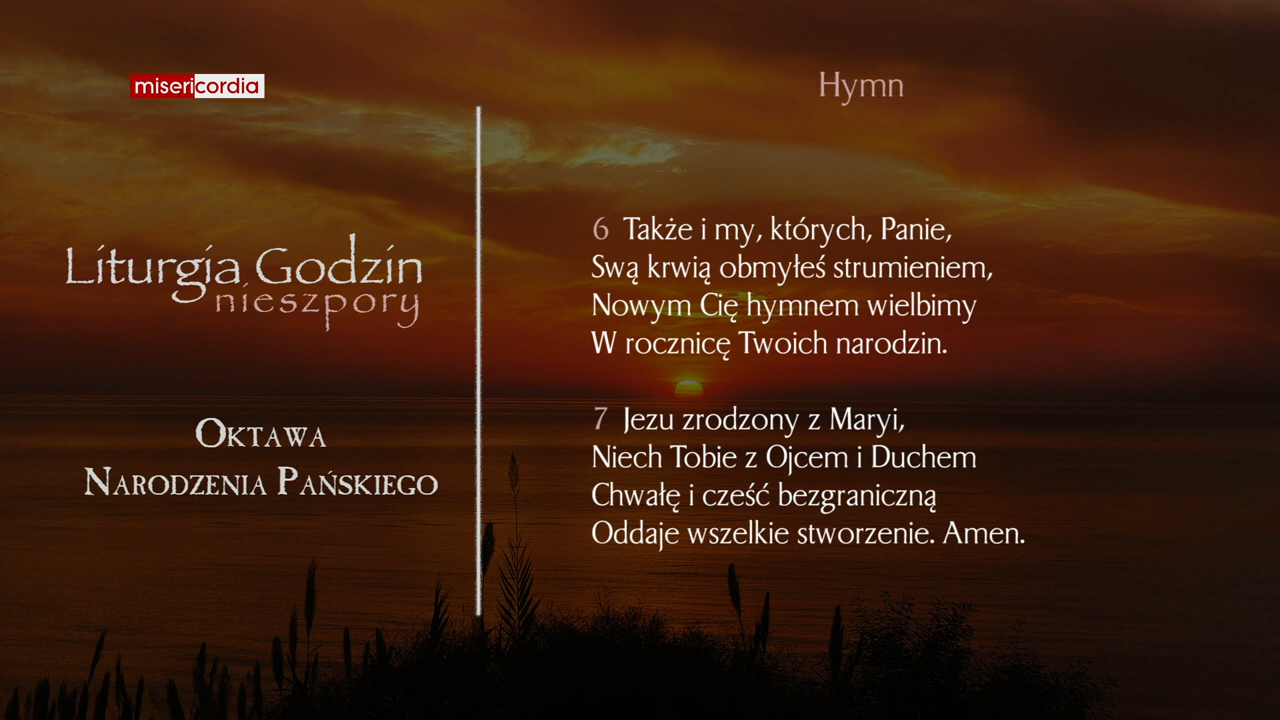 misericordia
Hymn
Liturgia Godzin
nieszpory
Oktawa
Narodzenia Pańskiego
6 Także i my, których, Panie,
Swą krwią obmyłeś strumieniem,
Nowym Cię hymnem wielbimy
W rocznicę Twoich narodzin.
7 Jezu zrodzony z Maryi,
Niech Tobie z Ojcem i Duchem
Chwałę i cześć bezgraniczną
Oddaje wszelkie stworzenie. Amen.